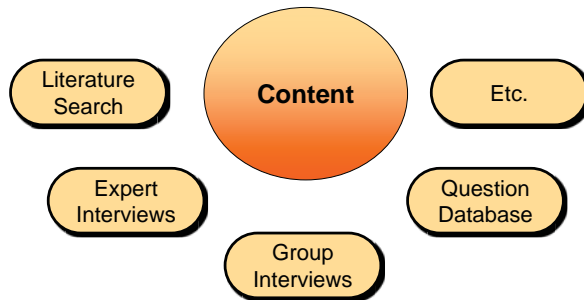 Literature
Search
Content
Etc.
Expert
Interviews
Question
Database
Group
Interviews